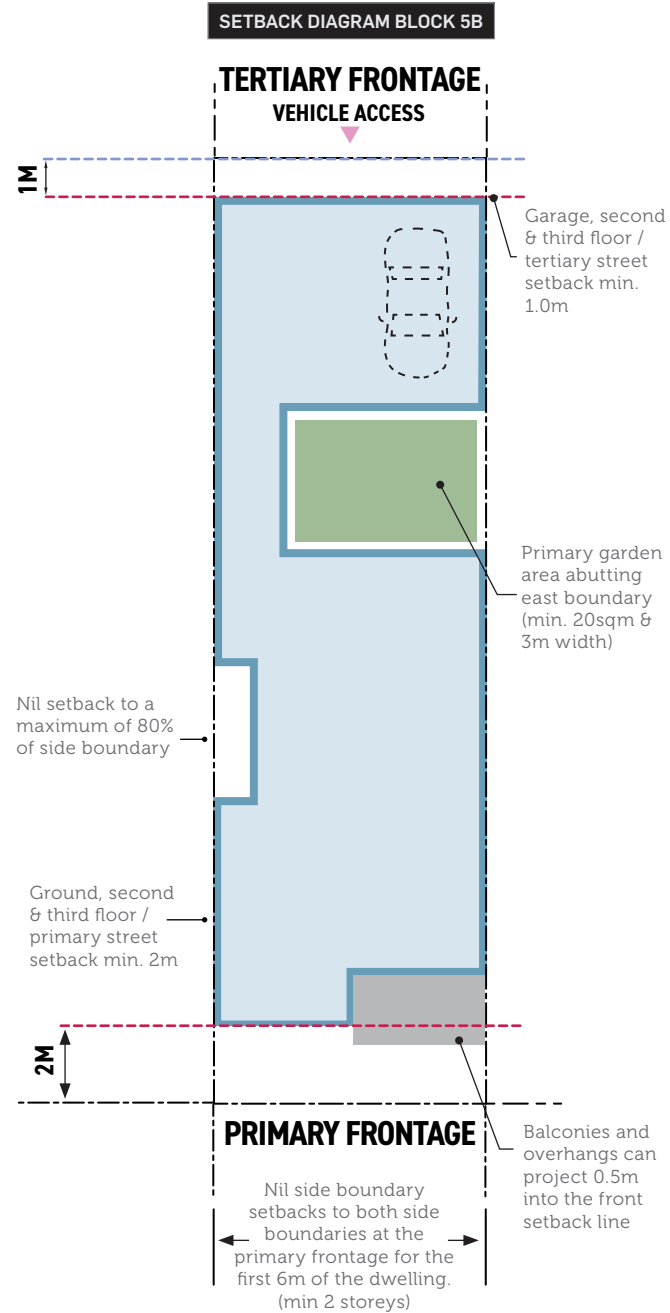 SETBACK DIAGRAM BLOCK 5B
TERTIARY FRONTAGE
VEHICLE ACCESS
1M
Garage, second
& third floor /
tertiary street
setback min.
1.0m
Primary garden
area abutting
east boundary
(min. 20sqm &
3m width)
Nil setback to a
maximum of 80%
of side boundary
Ground, second
& third floor /
primary street
setback min. 2m
2M
PRIMARY FRONTAGE
Balconies and
overhangs can
project 0.5m
into the front
setback line
Nil side boundary
setbacks to both side
boundaries at the
primary frontage for the
first 6m of the dwelling.
(min 2 storeys)